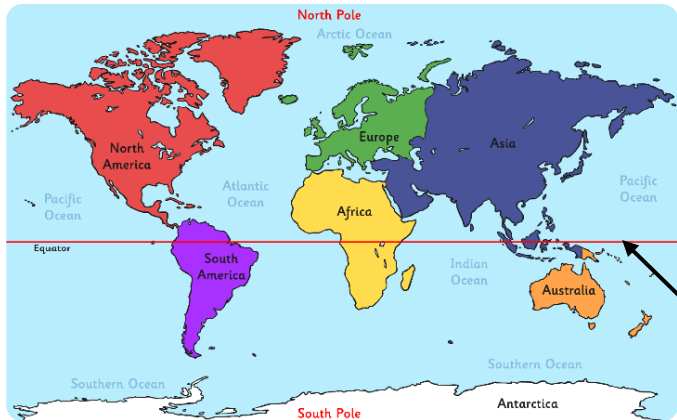 North Pole
Arctic Ocean
Europe
Asia
North
America
Pacific
Ocean
Atlantic
Ocean
Africa
Pacific
Ocean
Equator
South
America
Indian
Ocean
Australia
Southern Ocean
Southern Ocean
Antarctica
South Pole